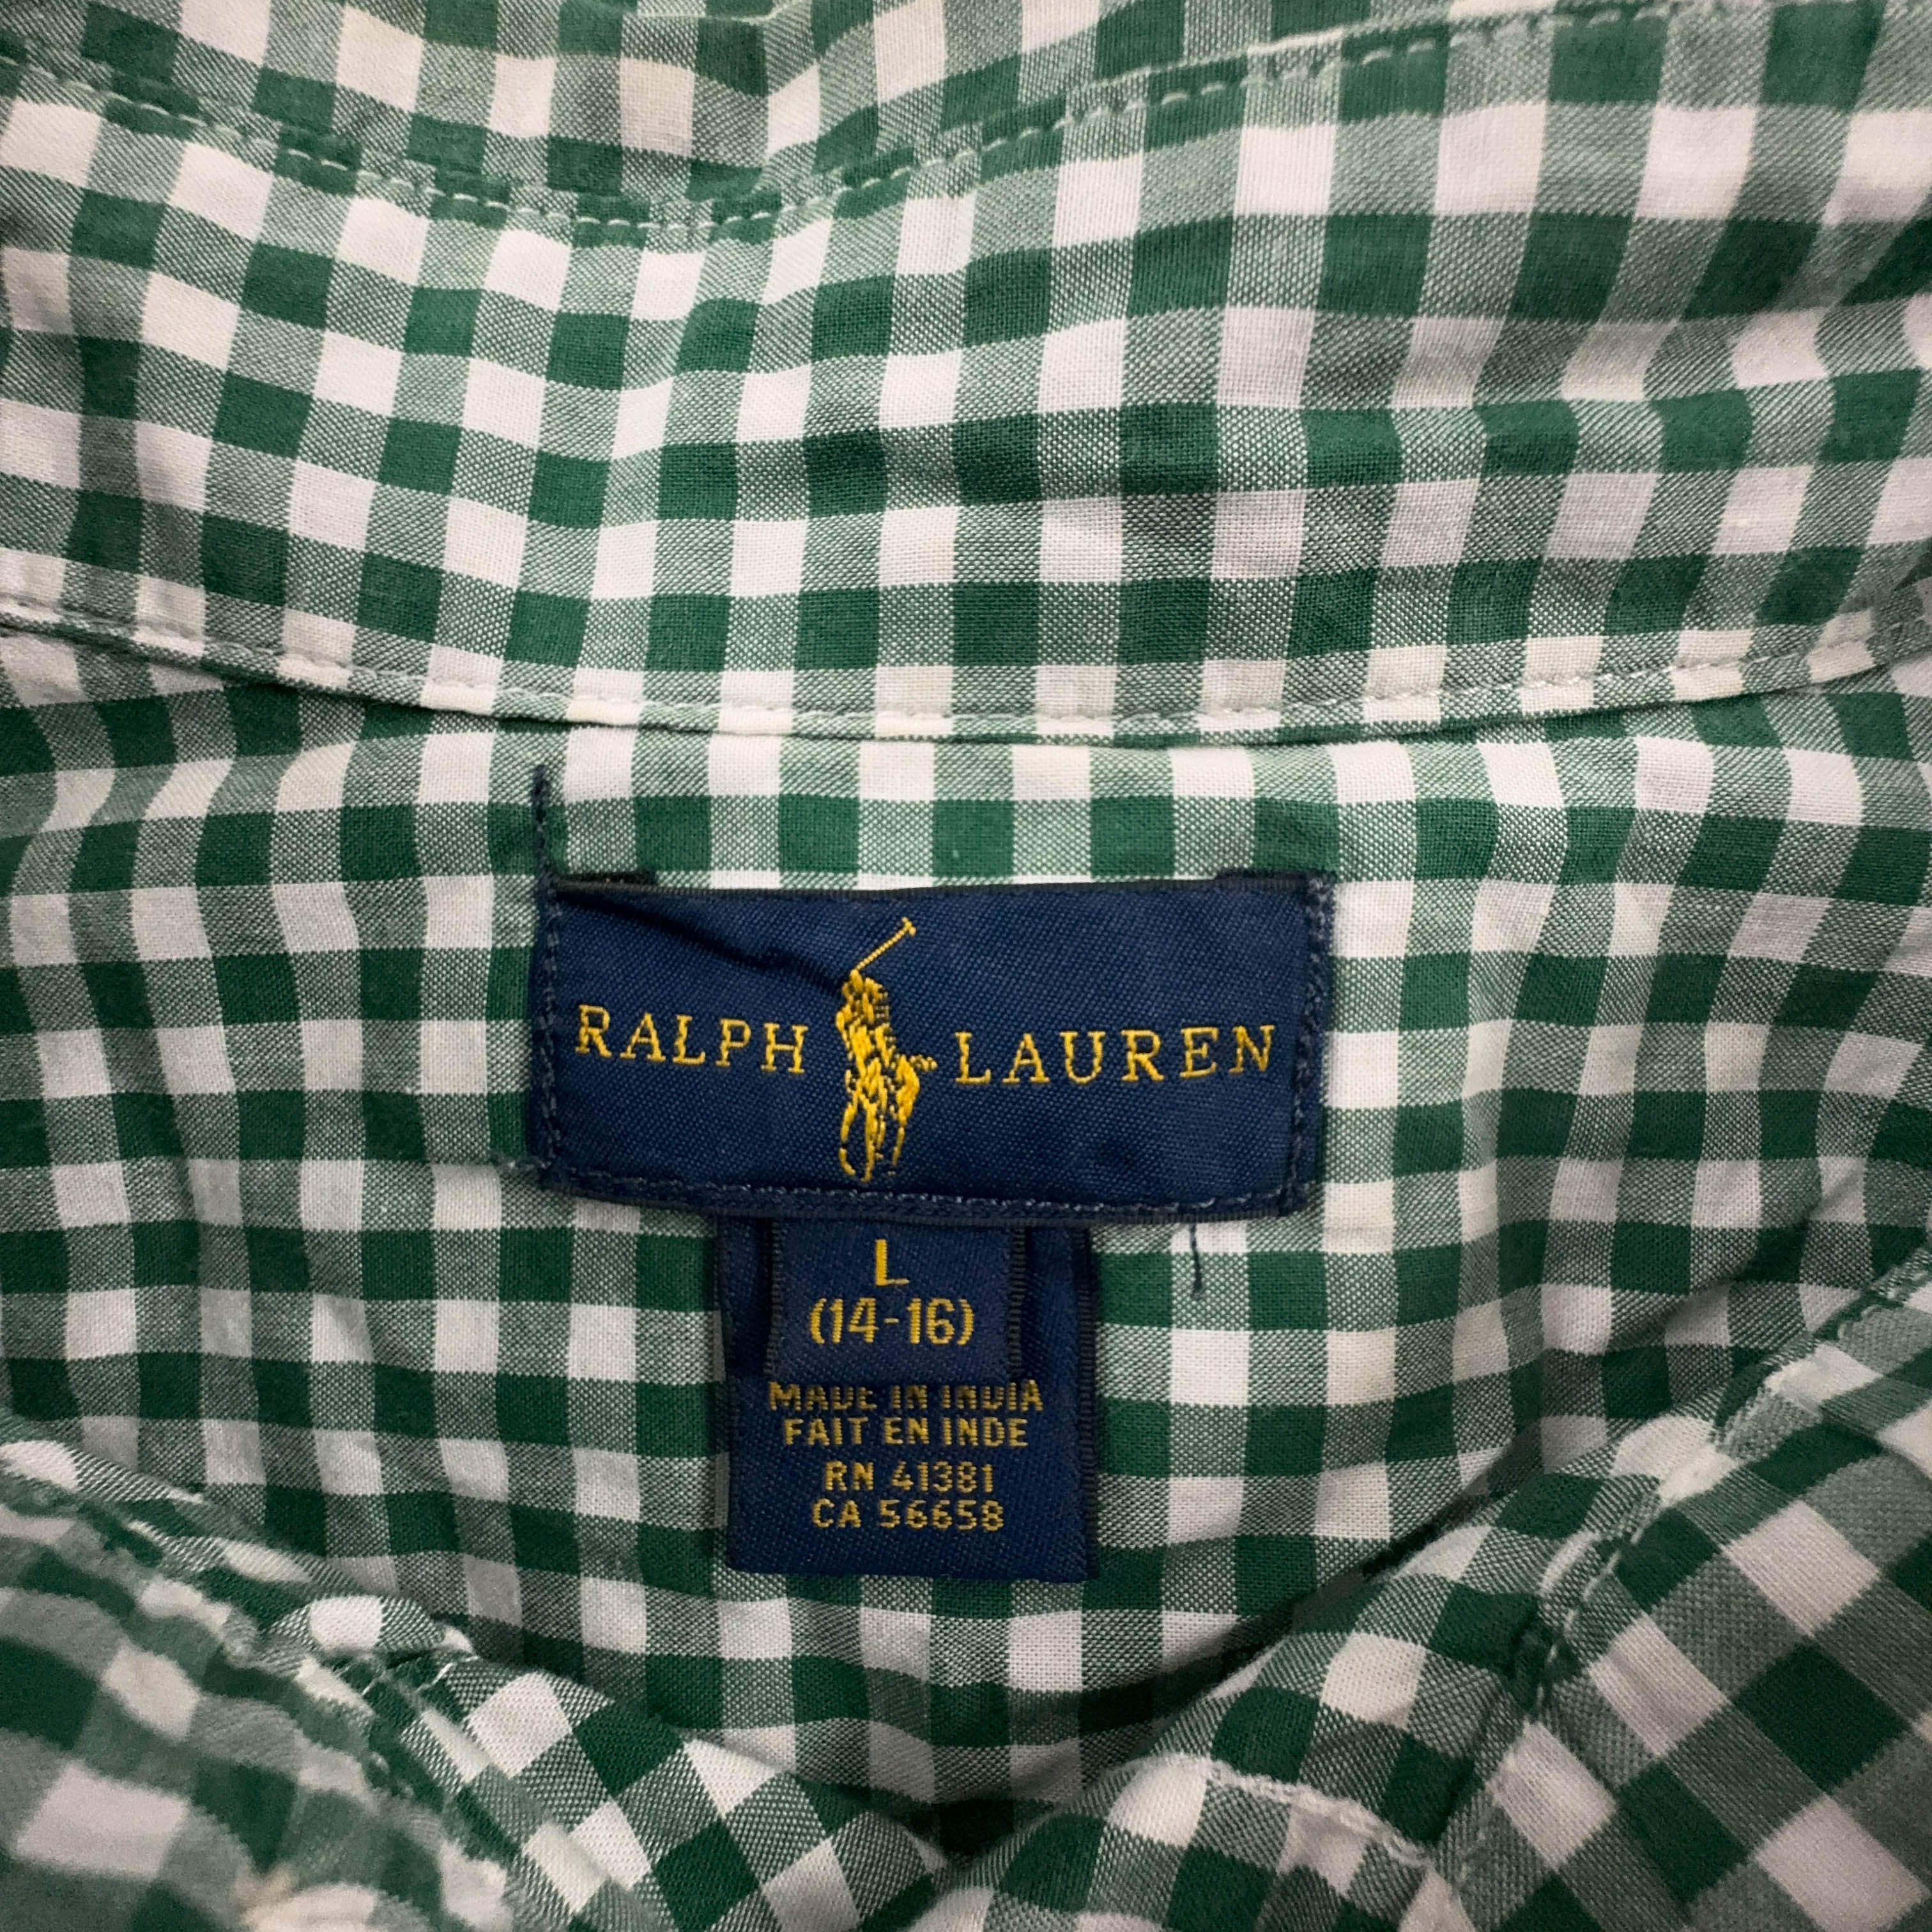 RALPH LAUREN
L
(14-16)
MADE IN INDIA
FAIT EN INDE
RN 41381
CA 56658